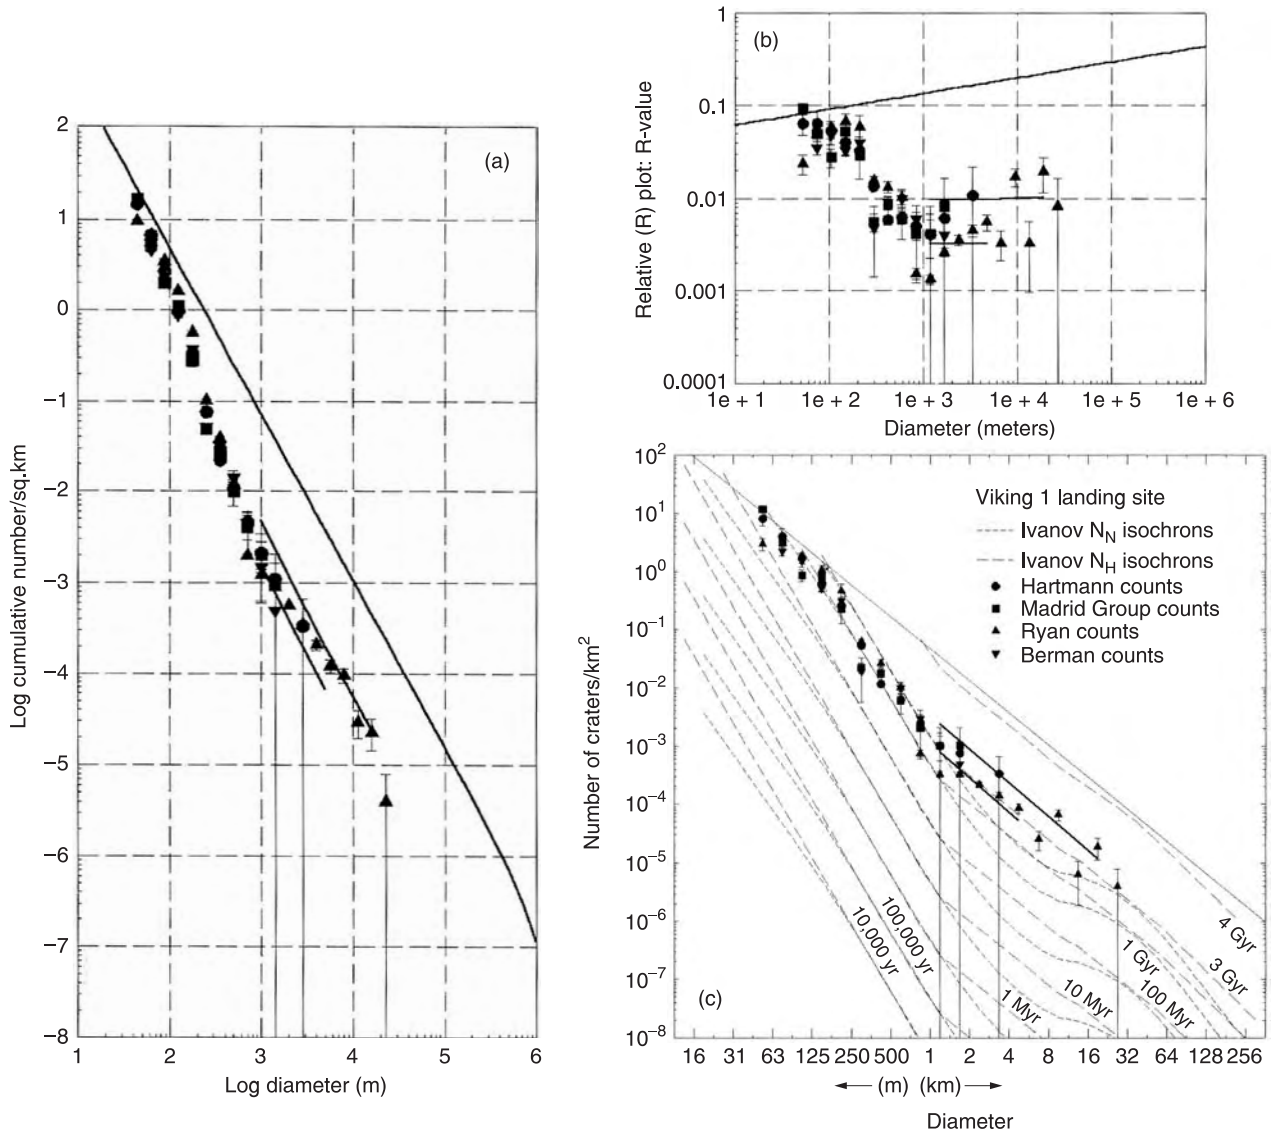 (a)
2
1
0
−1
−2
−3
−4
−5
−6
−7
−8
1
2
3
4
5
6
Log cumulative number/sq.km
Log diameter (m)
(b)
1
0.1
0.01
0.001
0.0001
1e + 1
1e + 2
1e + 3
1e + 4
1e + 5
1e + 6
Relative (R) plot: R-value
Diameter (meters)
10²
10¹
10⁰
10⁻¹
10⁻²
10⁻³
10⁻⁴
10⁻⁵
10⁻⁶
10⁻⁷
10⁻⁸
Number of craters/km²
Viking 1 landing site
Ivanov N_N isochrons
Ivanov N_H isochrons
Hartmann counts
Madrid Group counts
Ryan counts
Berman counts
10,000 yr
100,000 yr
1 Myr
10 Myr
100 Myr
1 Gyr
3 Gyr
4 Gyr
(c)
16
31
63
125
250
500
1
2
4
8
16
32
64
128
256
(m) (km)
Diameter